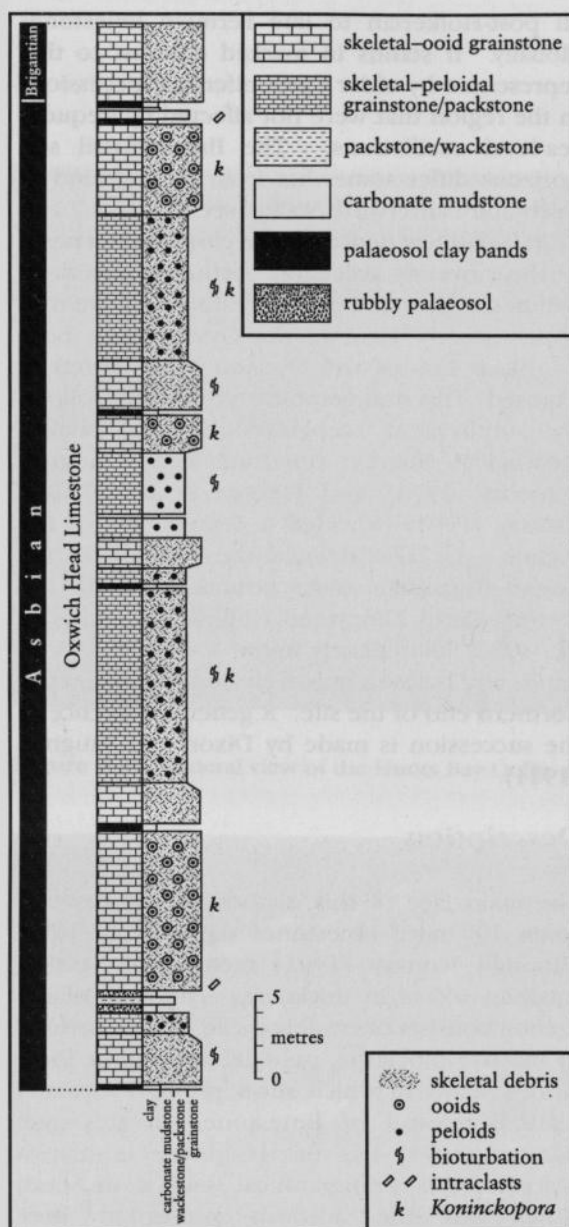 Brigantian
Asbian
Oxwich Head Limestone
k
k
k
k
k
5
metres
0
clay
carbonate mudstone
wackestone/packstone
grainstone
skeletal–ooid grainstone
skeletal–peloidal
grainstone/packstone
packstone/wackestone
carbonate mudstone
palaeosol clay bands
rubbly palaeosol
skeletal debris
ooids
peloids
bioturbation
intraclasts
k Koninckopora